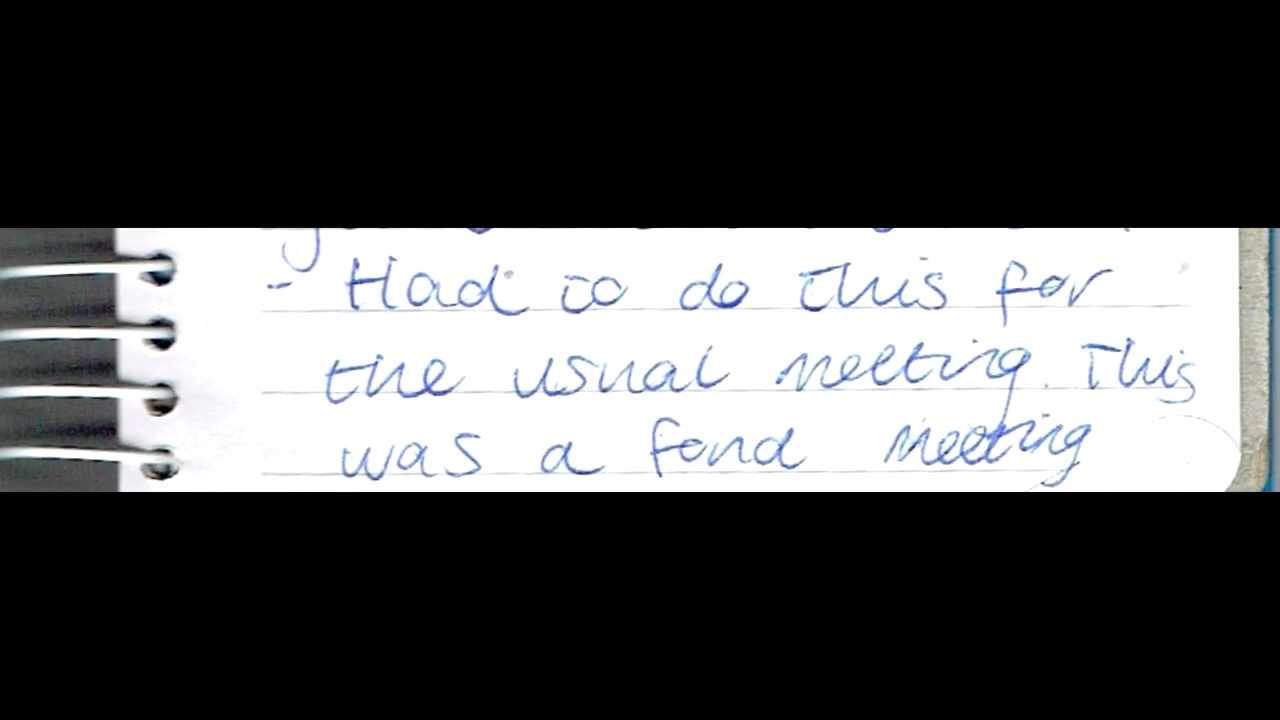 - Had to do this for
the usual meeting. This
was a fond meeting